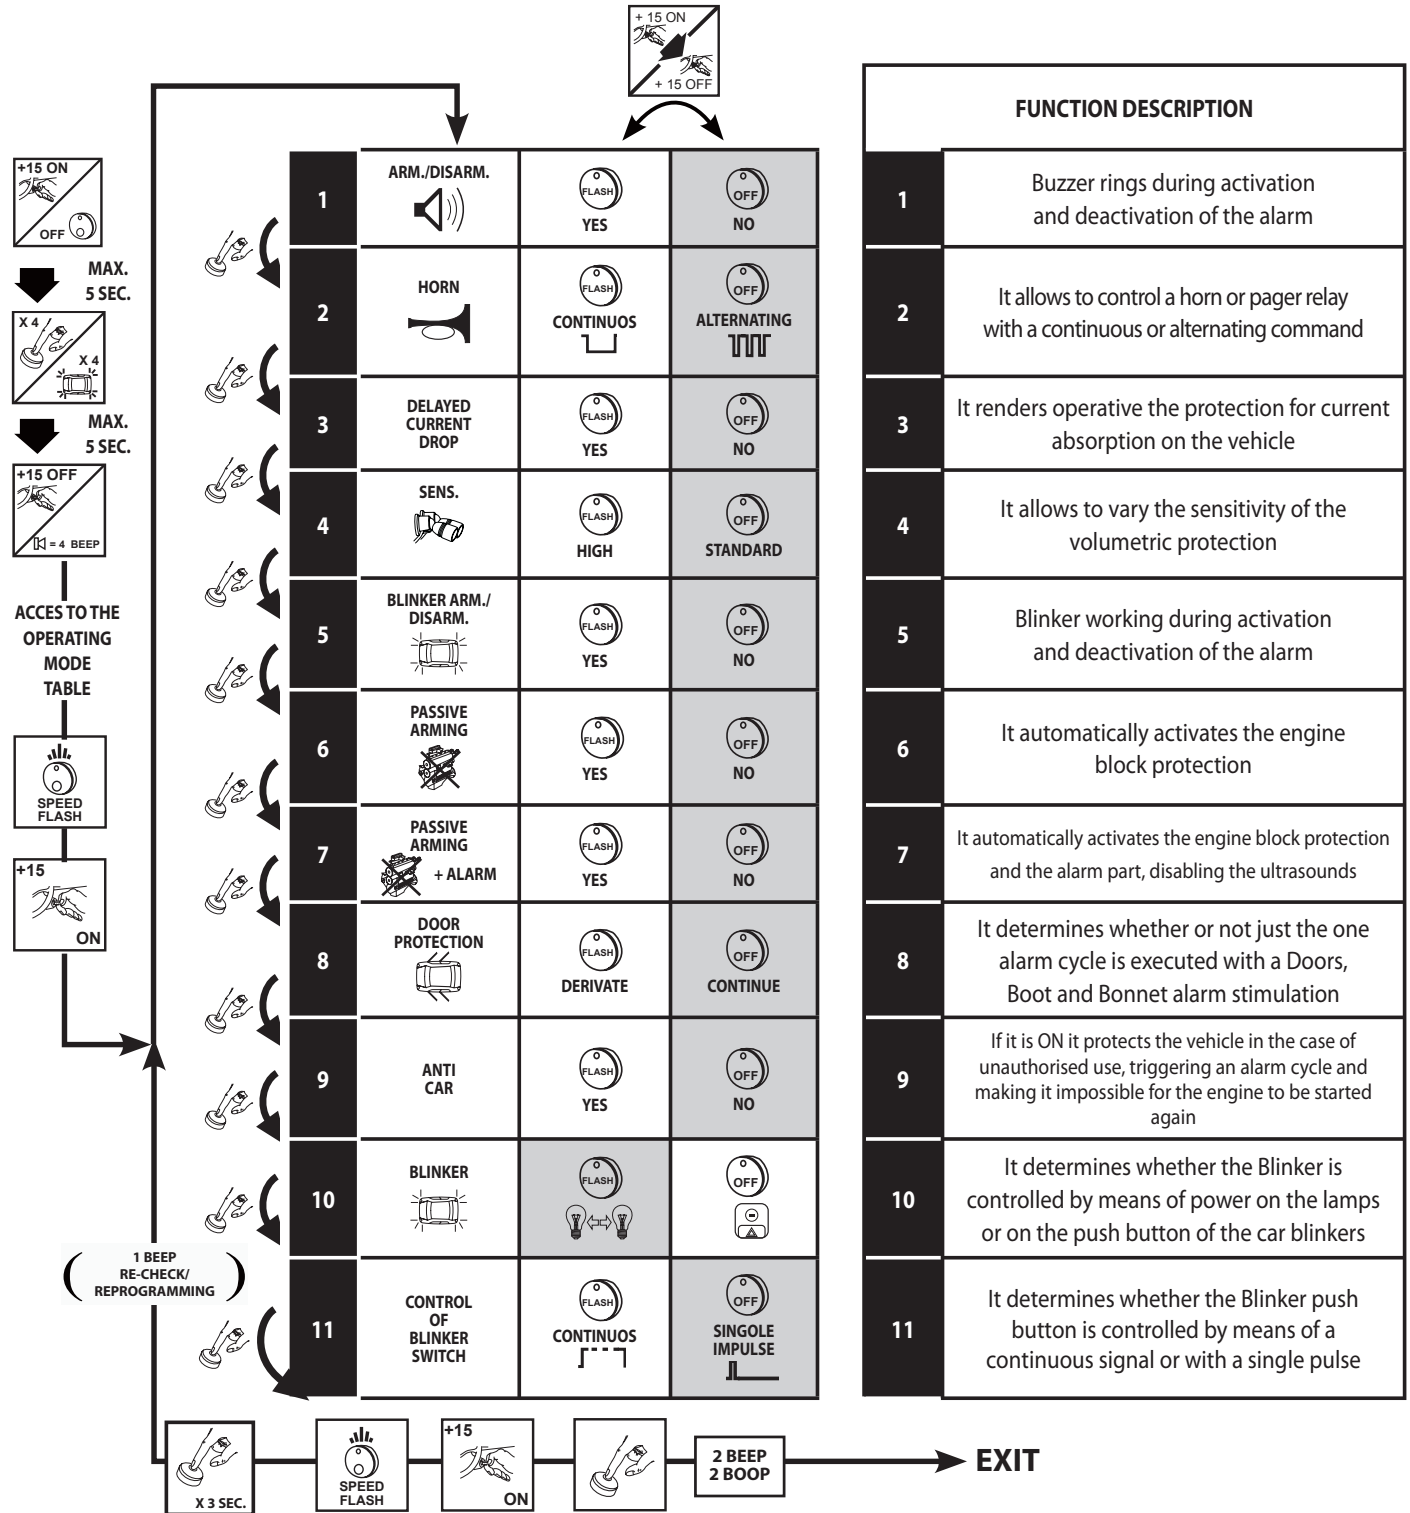 + 15 ON
+ 15 OFF
+15 ON
OFF
MAX.
5 SEC.
X 4
X 4
MAX.
5 SEC.
+15 OFF
= 4 BEEP
ACCES TO THE
OPERATING
MODE
TABLE
SPEED
FLASH
+15
ON
1
ARM./DISARM.
FLASH
YES
OFF
NO
2
HORN
FLASH
CONTINUOS
OFF
ALTERNATING
3
DELAYED
CURRENT
DROP
FLASH
YES
OFF
NO
4
SENS.
FLASH
HIGH
OFF
STANDARD
5
BLINKER ARM./
DISARM.
FLASH
YES
OFF
NO
6
PASSIVE
ARMING
FLASH
YES
OFF
NO
7
PASSIVE
ARMING
+ ALARM
FLASH
YES
OFF
NO
8
DOOR
PROTECTION
FLASH
DERIVATE
OFF
CONTINUE
9
ANTI
CAR
FLASH
YES
OFF
NO
10
BLINKER
FLASH
OFF
11
CONTROL
OF
BLINKER
SWITCH
FLASH
CONTINUOS
OFF
SINGOLE
IMPULSE
1 BEEP
RE-CHECK/
REPROGRAMMING
X 3 SEC.
SPEED
FLASH
+15
ON
2 BEEP
2 BOOP
EXIT
FUNCTION DESCRIPTION
1
Buzzer rings during activation
and deactivation of the alarm
2
It allows to control a horn or pager relay
with a continuous or alternating command
3
It renders operative the protection for current
absorption on the vehicle
4
It allows to vary the sensitivity of the
volumetric protection
5
Blinker working during activation
and deactivation of the alarm
6
It automatically activates the engine
block protection
7
It automatically activates the engine block protection
and the alarm part, disabling the ultrasounds
8
It determines whether or not just the one
alarm cycle is executed with a Doors,
Boot and Bonnet alarm stimulation
9
If it is ON it protects the vehicle in the case of
unauthorised use, triggering an alarm cycle and
making it impossible for the engine to be started
again
10
It determines whether the Blinker is
controlled by means of power on the lamps
or on the push button of the car blinkers
11
It determines whether the Blinker push
button is controlled by means of a
continuous signal or with a single pulse